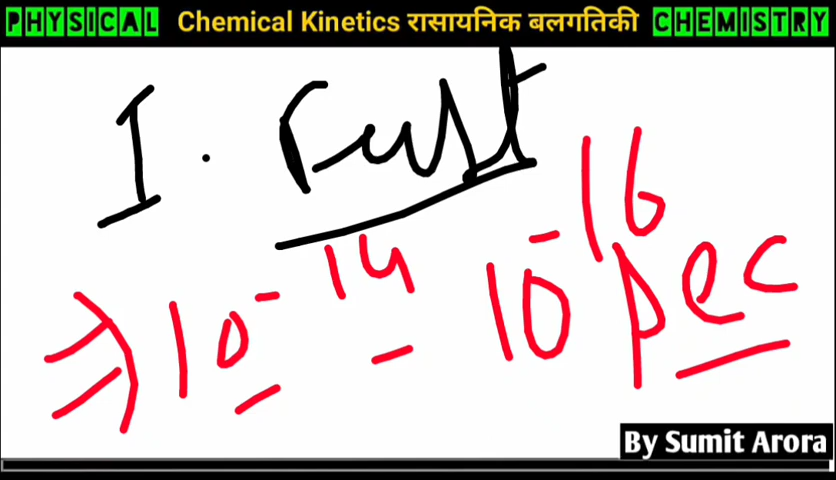 PHYSICAL Chemical Kinetics रासायनिक बलगतिकी CHEMISTRY
I. Fast
⇒ 10⁻¹⁴ - 10⁻¹⁶ sec
By Sumit Arora